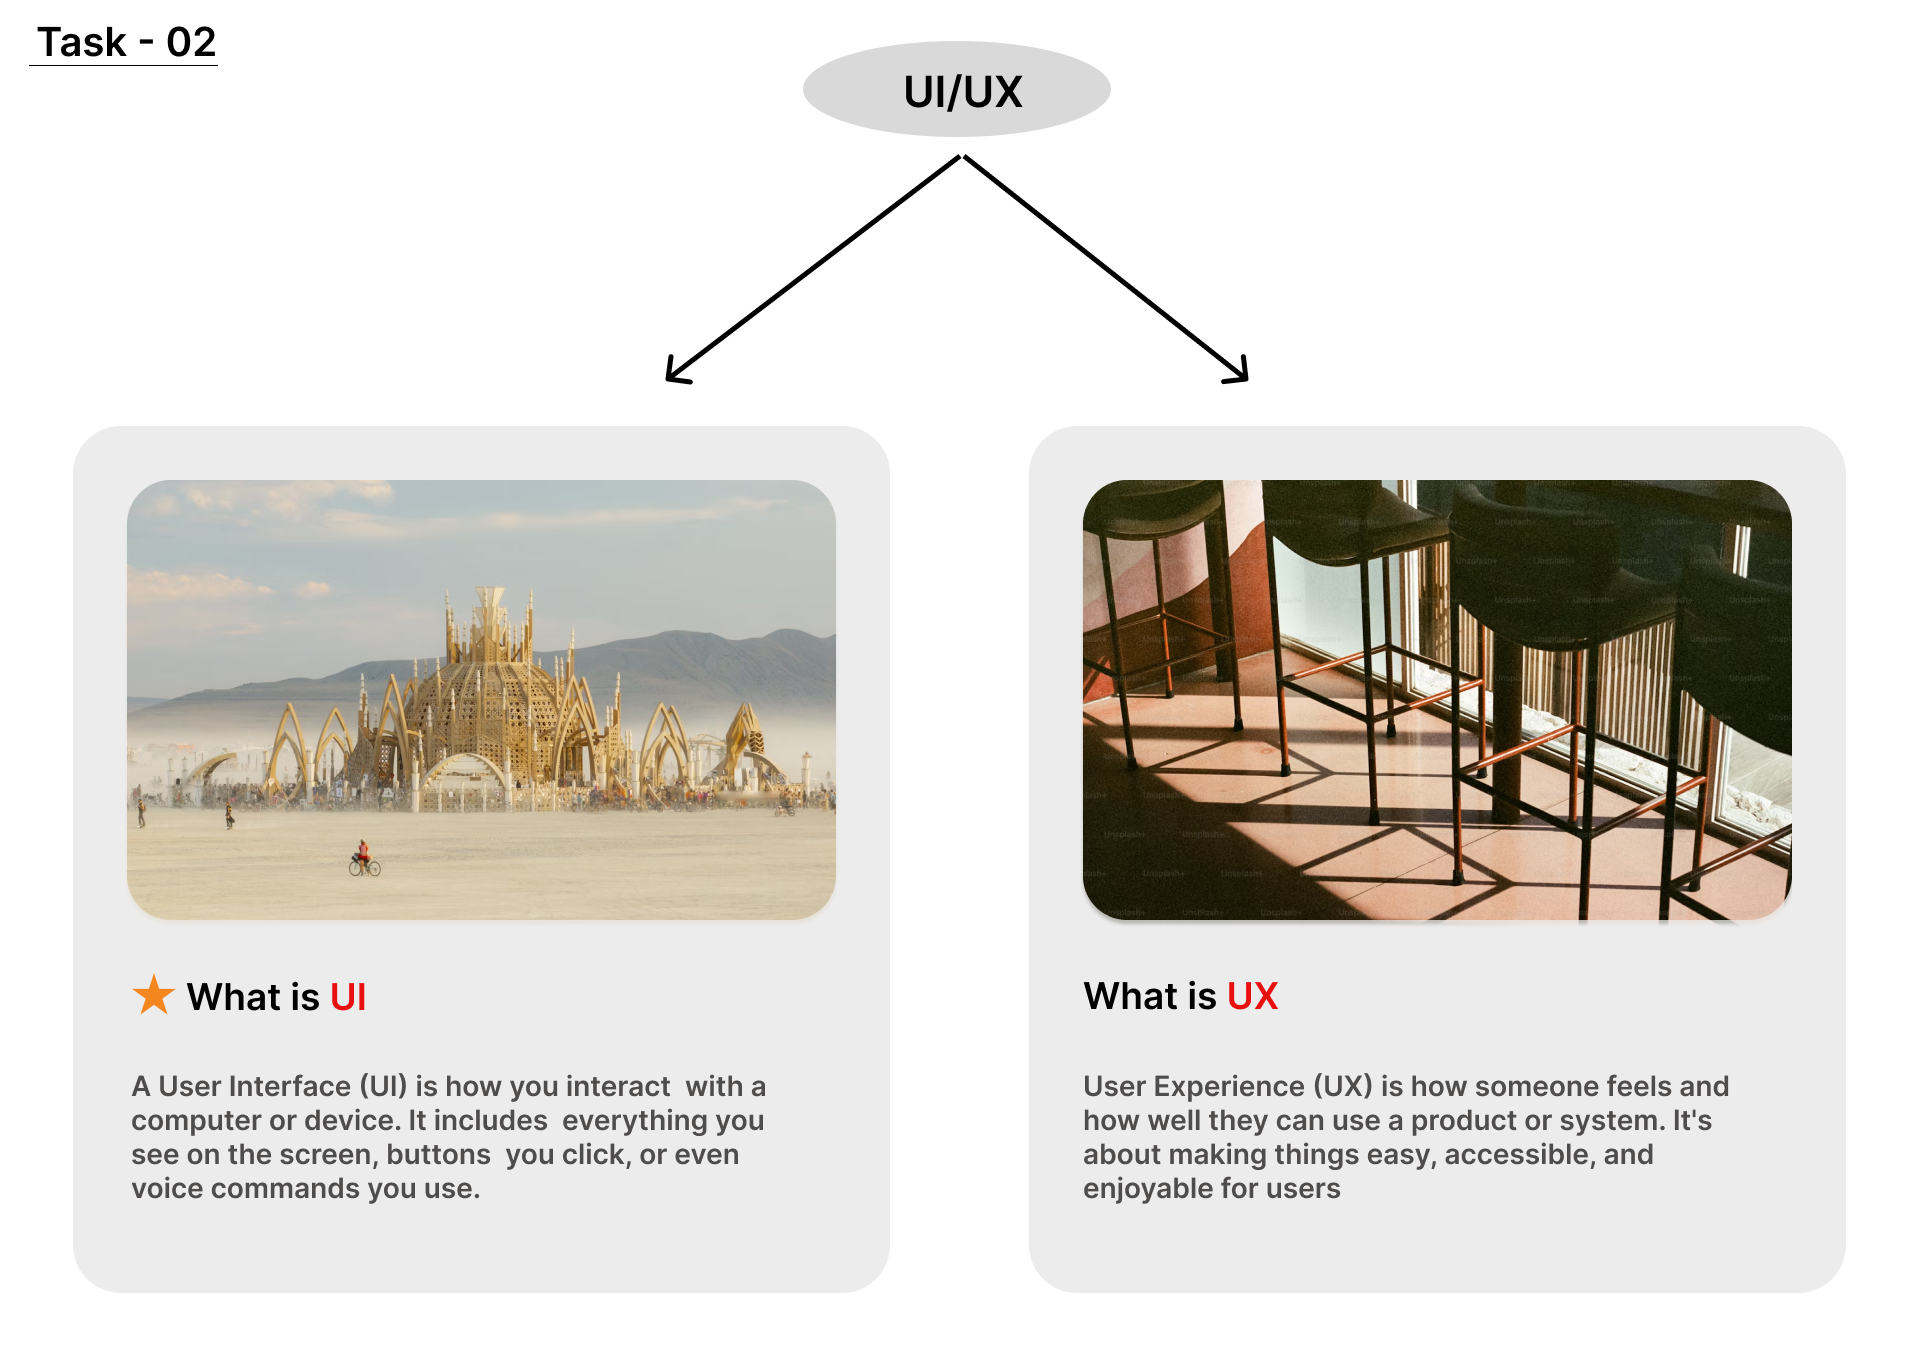 Task - 02
UI/UX
What is UI
A User Interface (UI) is how you interact  with a
computer or device. It includes  everything you
see on the screen, buttons  you click, or even
voice commands you use.
What is UX
User Experience (UX) is how someone feels and
how well they can use a product or system. It's
about making things easy, accessible, and
enjoyable for users